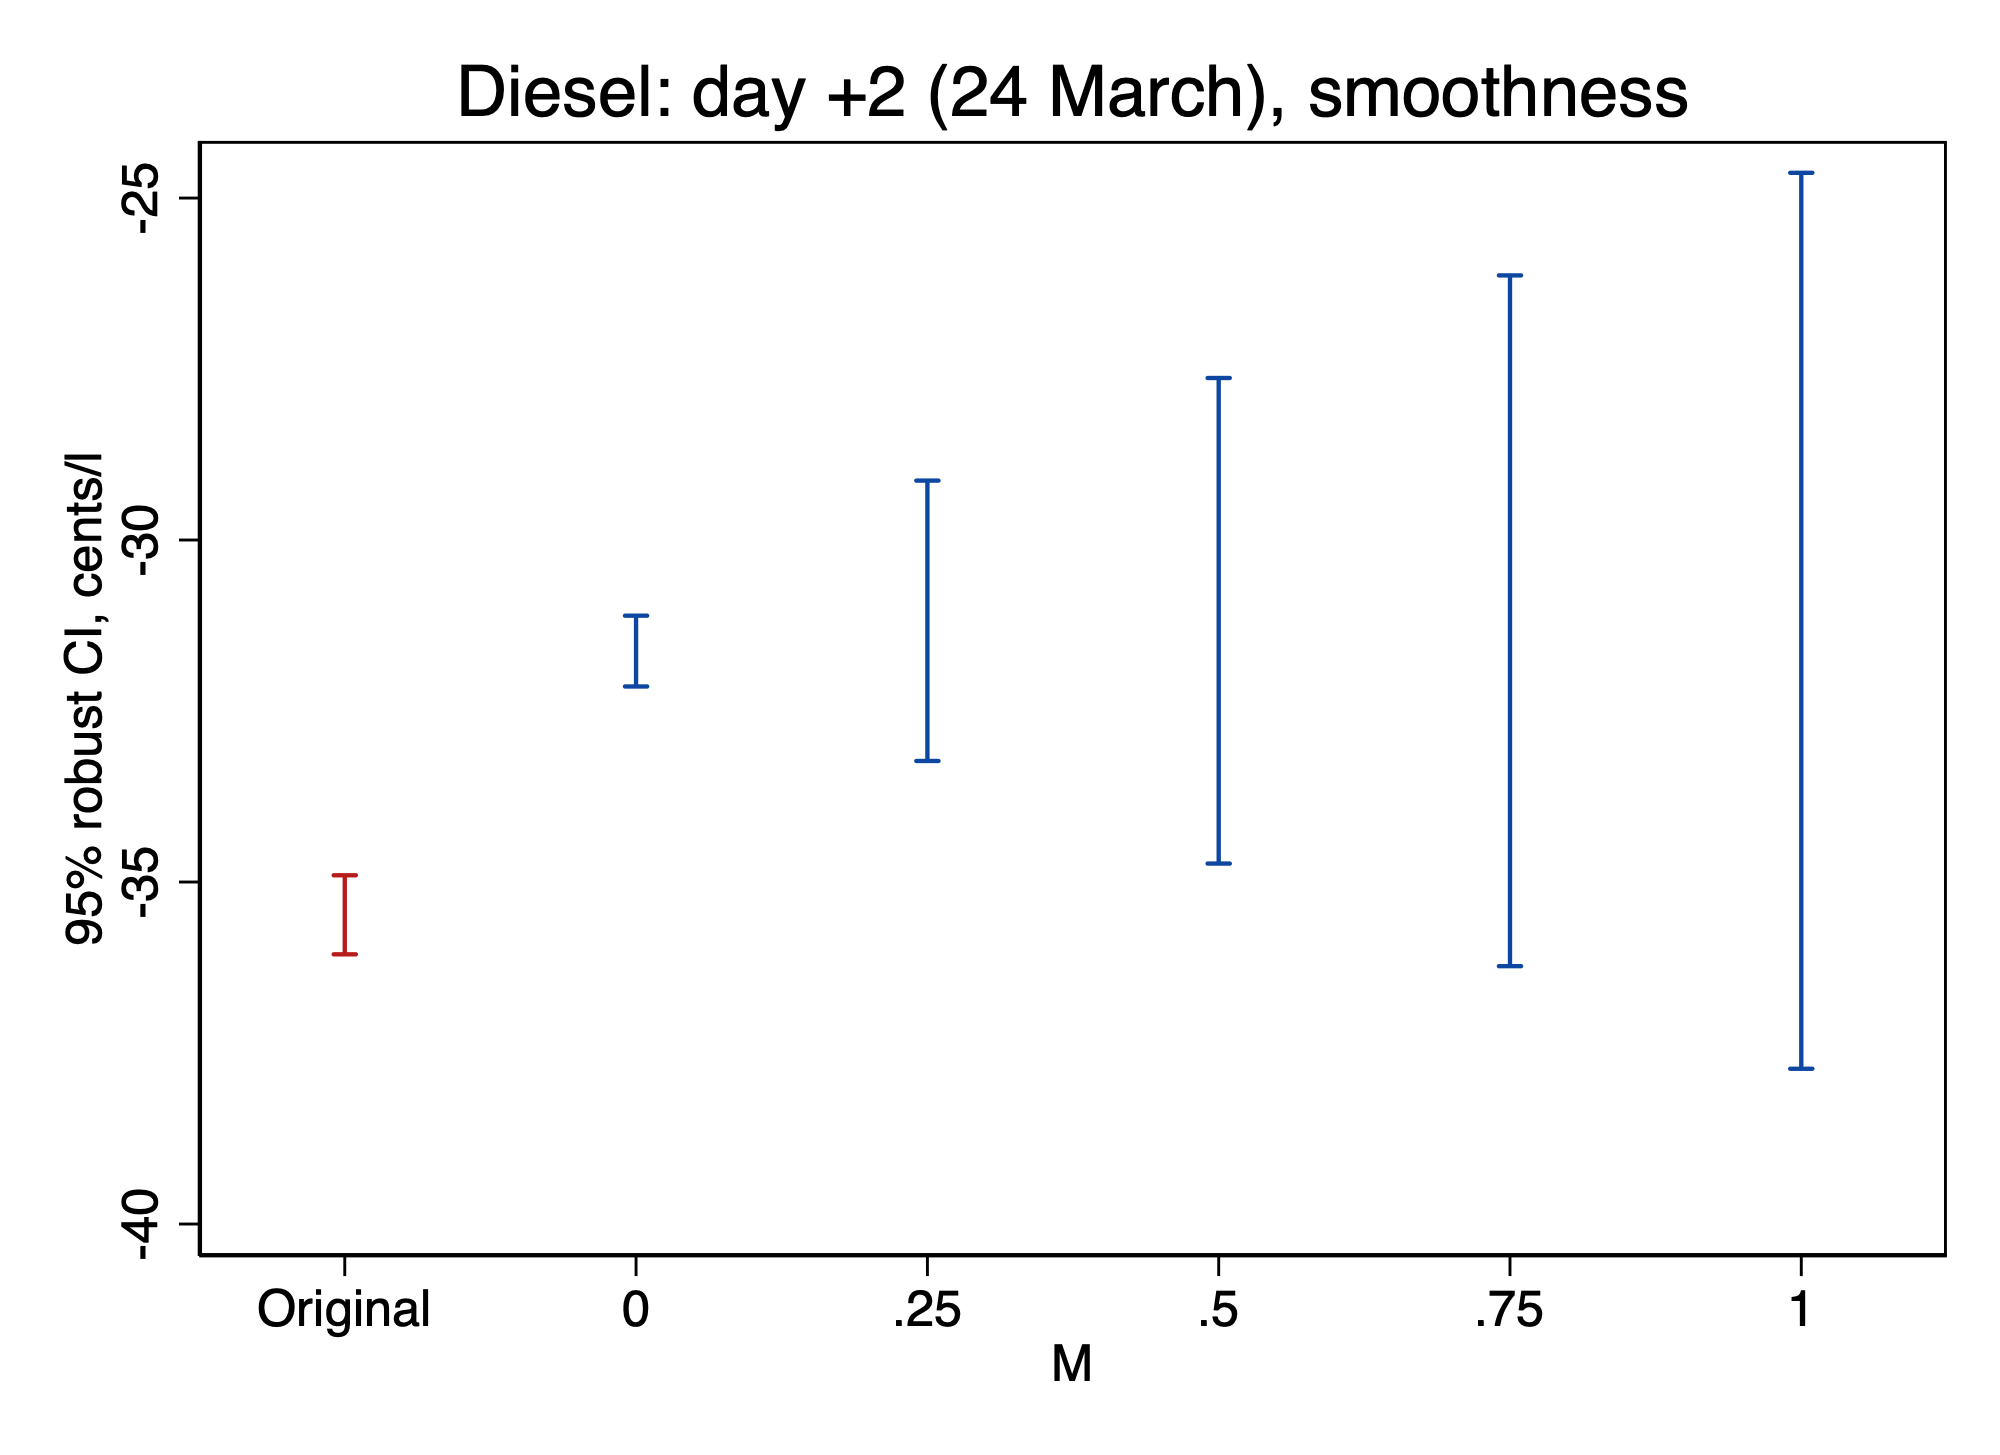 Diesel: day +2 (24 March), smoothness
95% robust CI, cents/l
-25
-30
-35
-40
Original 0 .25 .5 .75 1
M